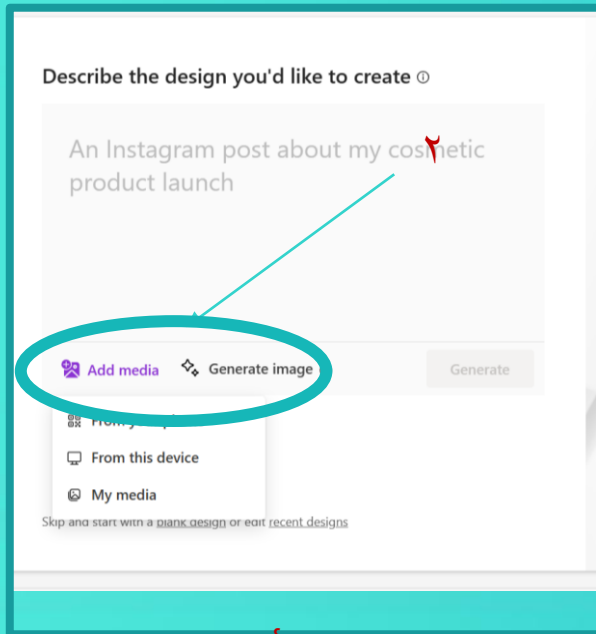 Describe the design you'd like to create
An Instagram post about my cosmetic
product launch
٢
Add media Generate image Generate
From
From this device
My media
Skip and start with a blank design or edit recent designs